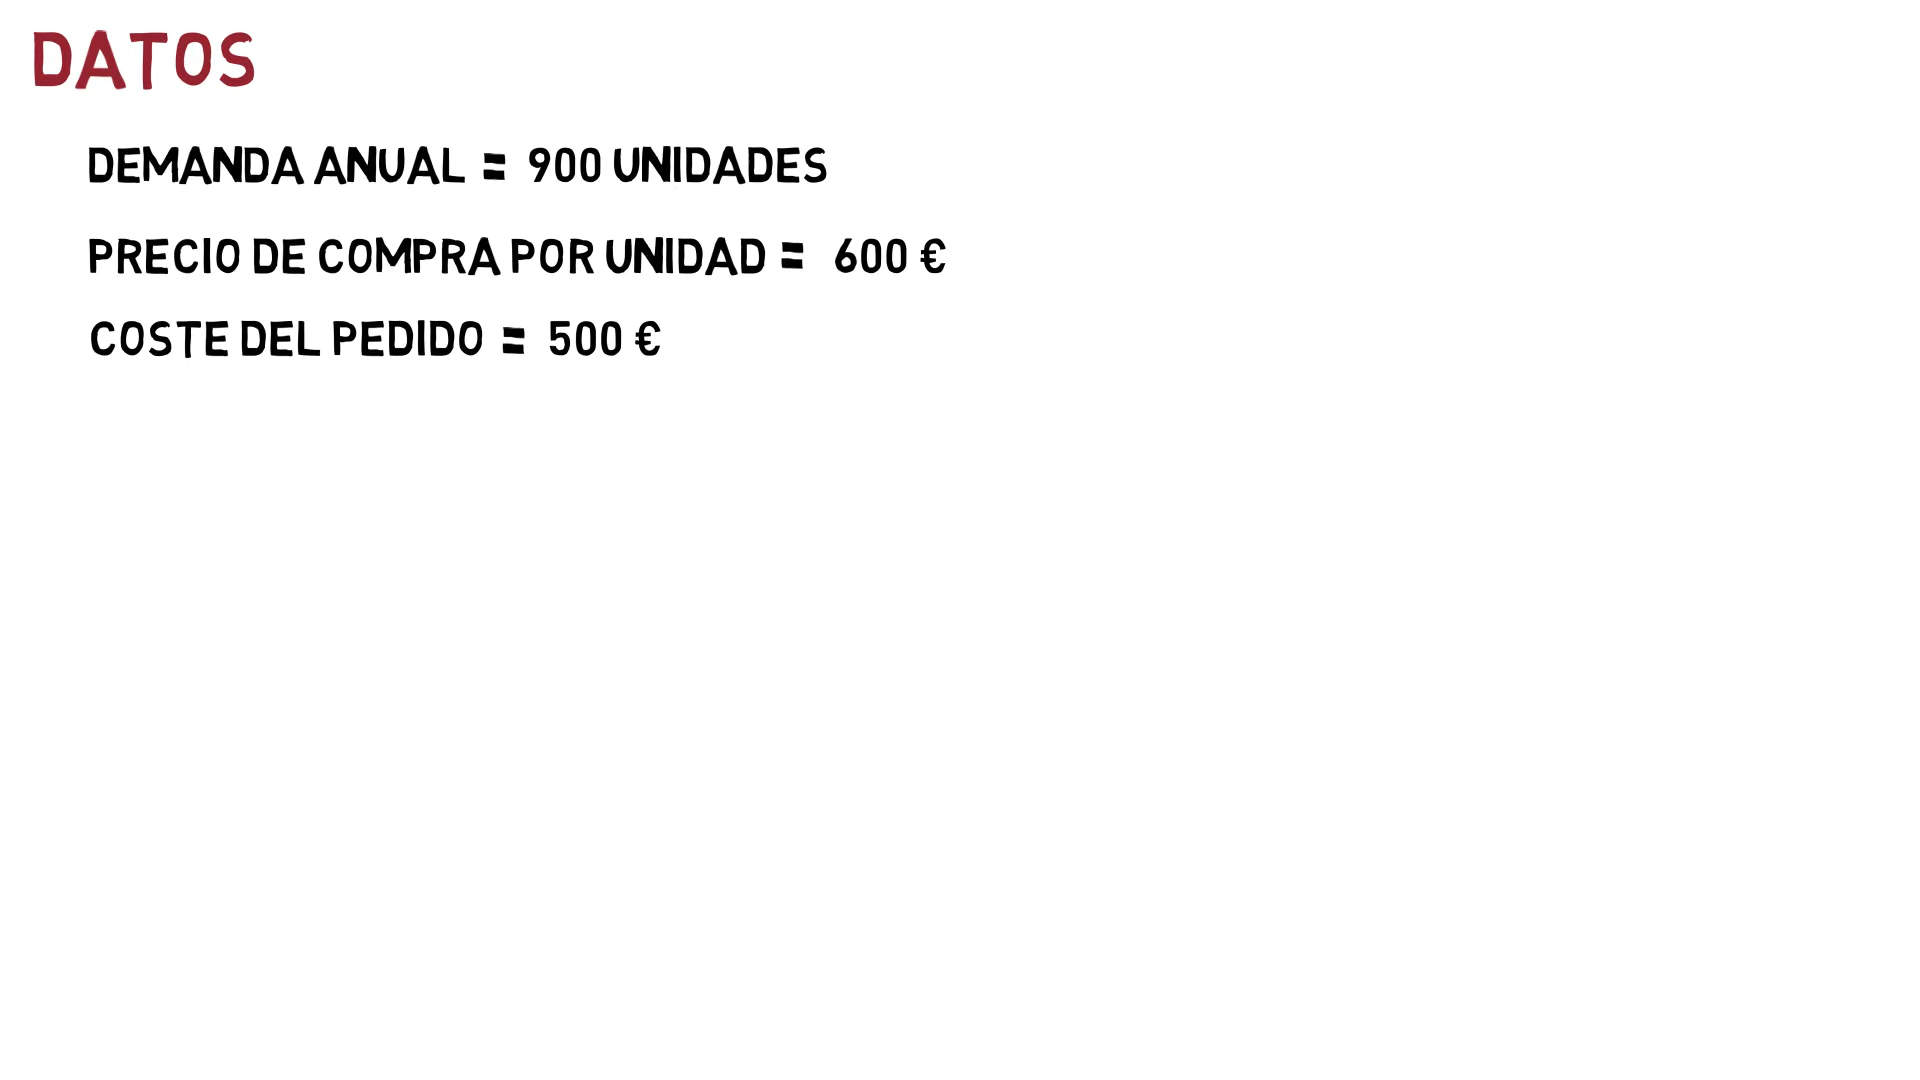 DATOS
DEMANDA ANUAL = 900 UNIDADES
PRECIO DE COMPRA POR UNIDAD = 600 €
COSTE DEL PEDIDO = 500 €